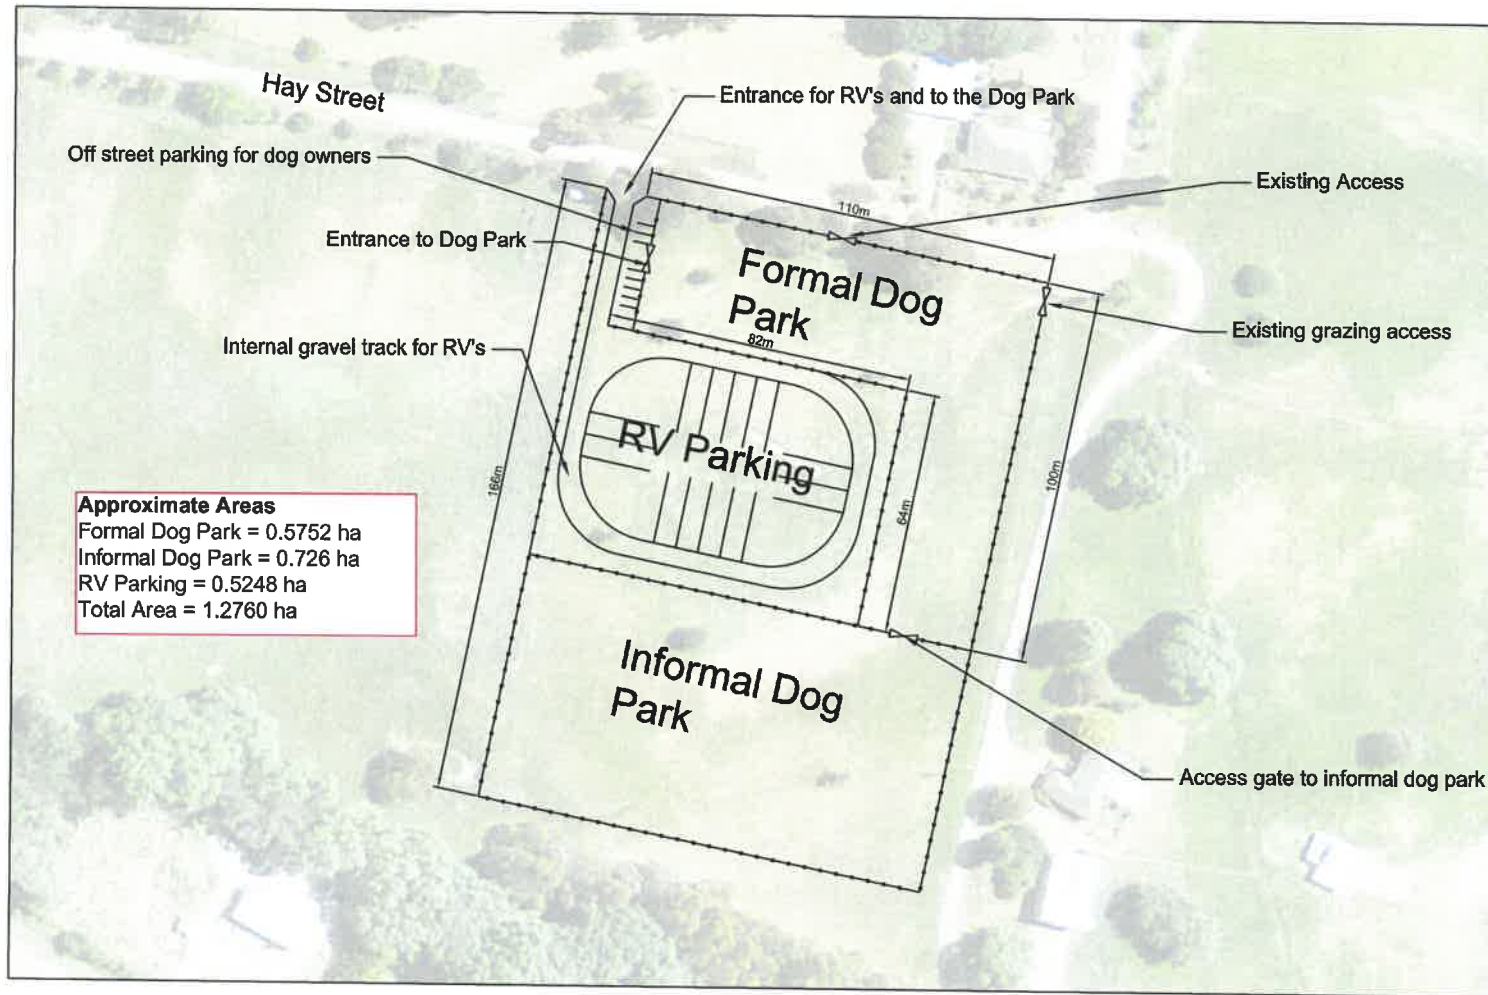 Hay Street
Entrance for RV's and to the Dog Park
Off street parking for dog owners
Existing Access
110m
Entrance to Dog Park
Formal Dog
Park
Existing grazing access
82m
Internal gravel track for RV's
RV Parking
166m
100m
64m
Approximate Areas
Formal Dog Park = 0.5752 ha
Informal Dog Park = 0.726 ha
RV Parking = 0.5248 ha
Total Area = 1.2760 ha
Informal Dog
Park
Access gate to informal dog park